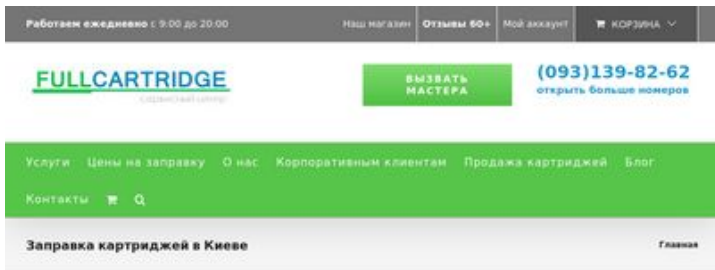 Работаем ежедневно с 9:00 до 20:00 Наш магазин Отзывы 60+ Мой аккаунт КОРЗИНА
FULLCARTRIDGE
сервисный центр
ВЫЗВАТЬ
МАСТЕРА
(093)139-82-62
открыть больше номеров
Услуги Цены на заправку О нас Корпоративным клиентам Продажа картриджей Блог
Контакты
Заправка картриджей в Киеве Главная